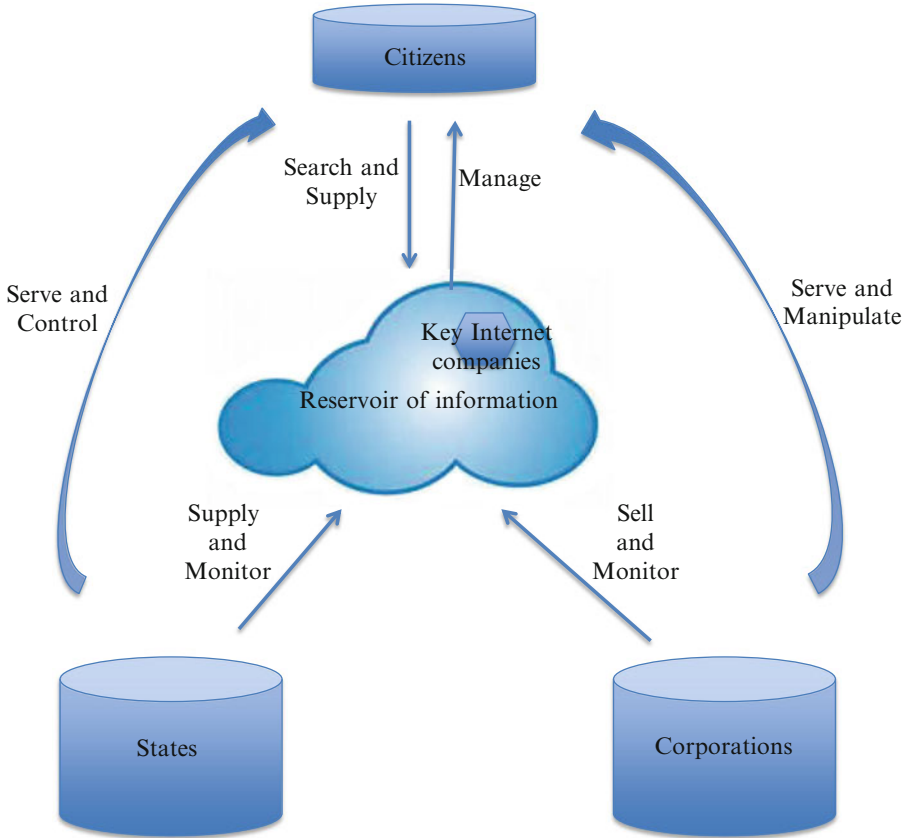 Citizens
Search and
Supply
Manage
Serve and
Control
Serve and
Manipulate
Key Internet
companies
Reservoir of information
Supply
and
Monitor
Sell
and
Monitor
States
Corporations